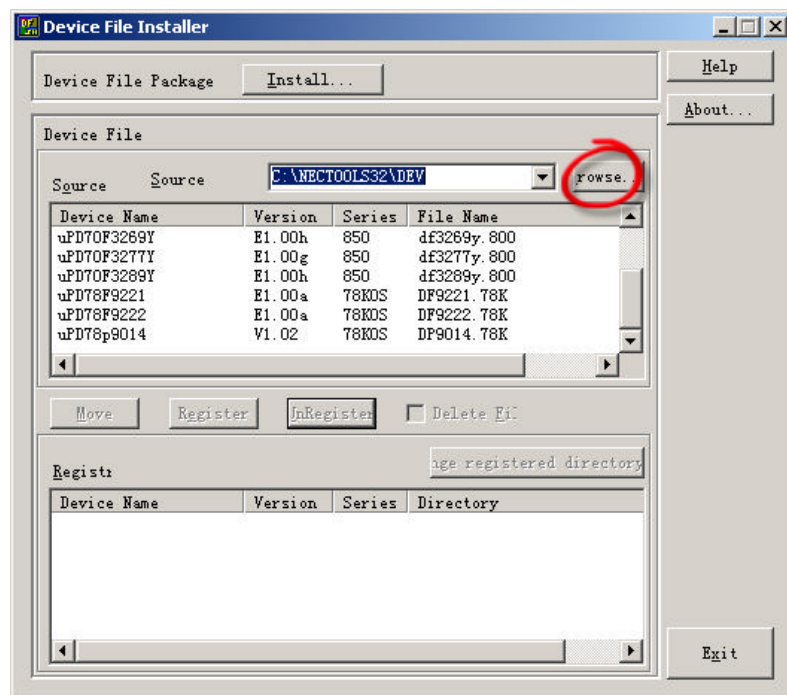 Device File Installer
Device File Package Install...
Help
About...
Device File
Source Source C:\NECTOOLS32\DEV rowse..
Device Name Version Series File Name
uPD70F3269Y E1.00h 850 df3269y.800
uPD70F3277Y E1.00g 850 df3277y.800
uPD70F3289Y E1.00h 850 df3289y.800
uPD78F9221 E1.00a 78K0S DF9221.78K
uPD78F9222 E1.00a 78K0S DF9222.78K
uPD78p9014 V1.02 78K0S DP9014.78K
Move Register UnRegister Delete Fil
Registr nge registered directory
Device Name Version Series Directory
Exit